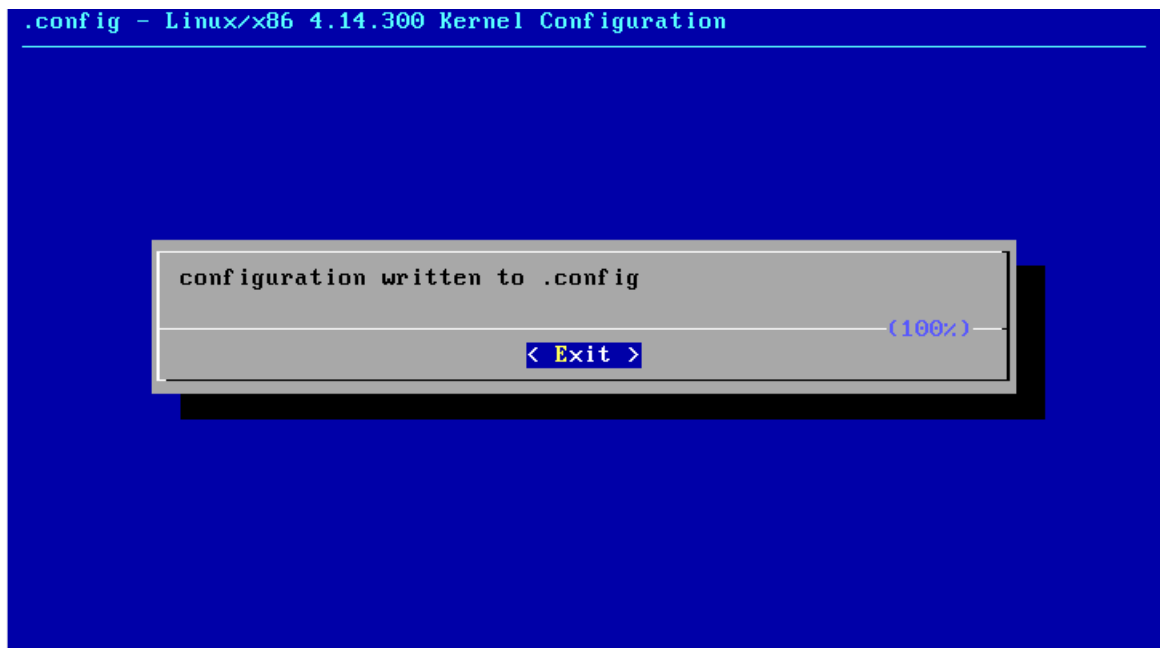 .config - Linux/x86 4.14.300 Kernel Configuration
configuration written to .config
(100%)
< Exit >